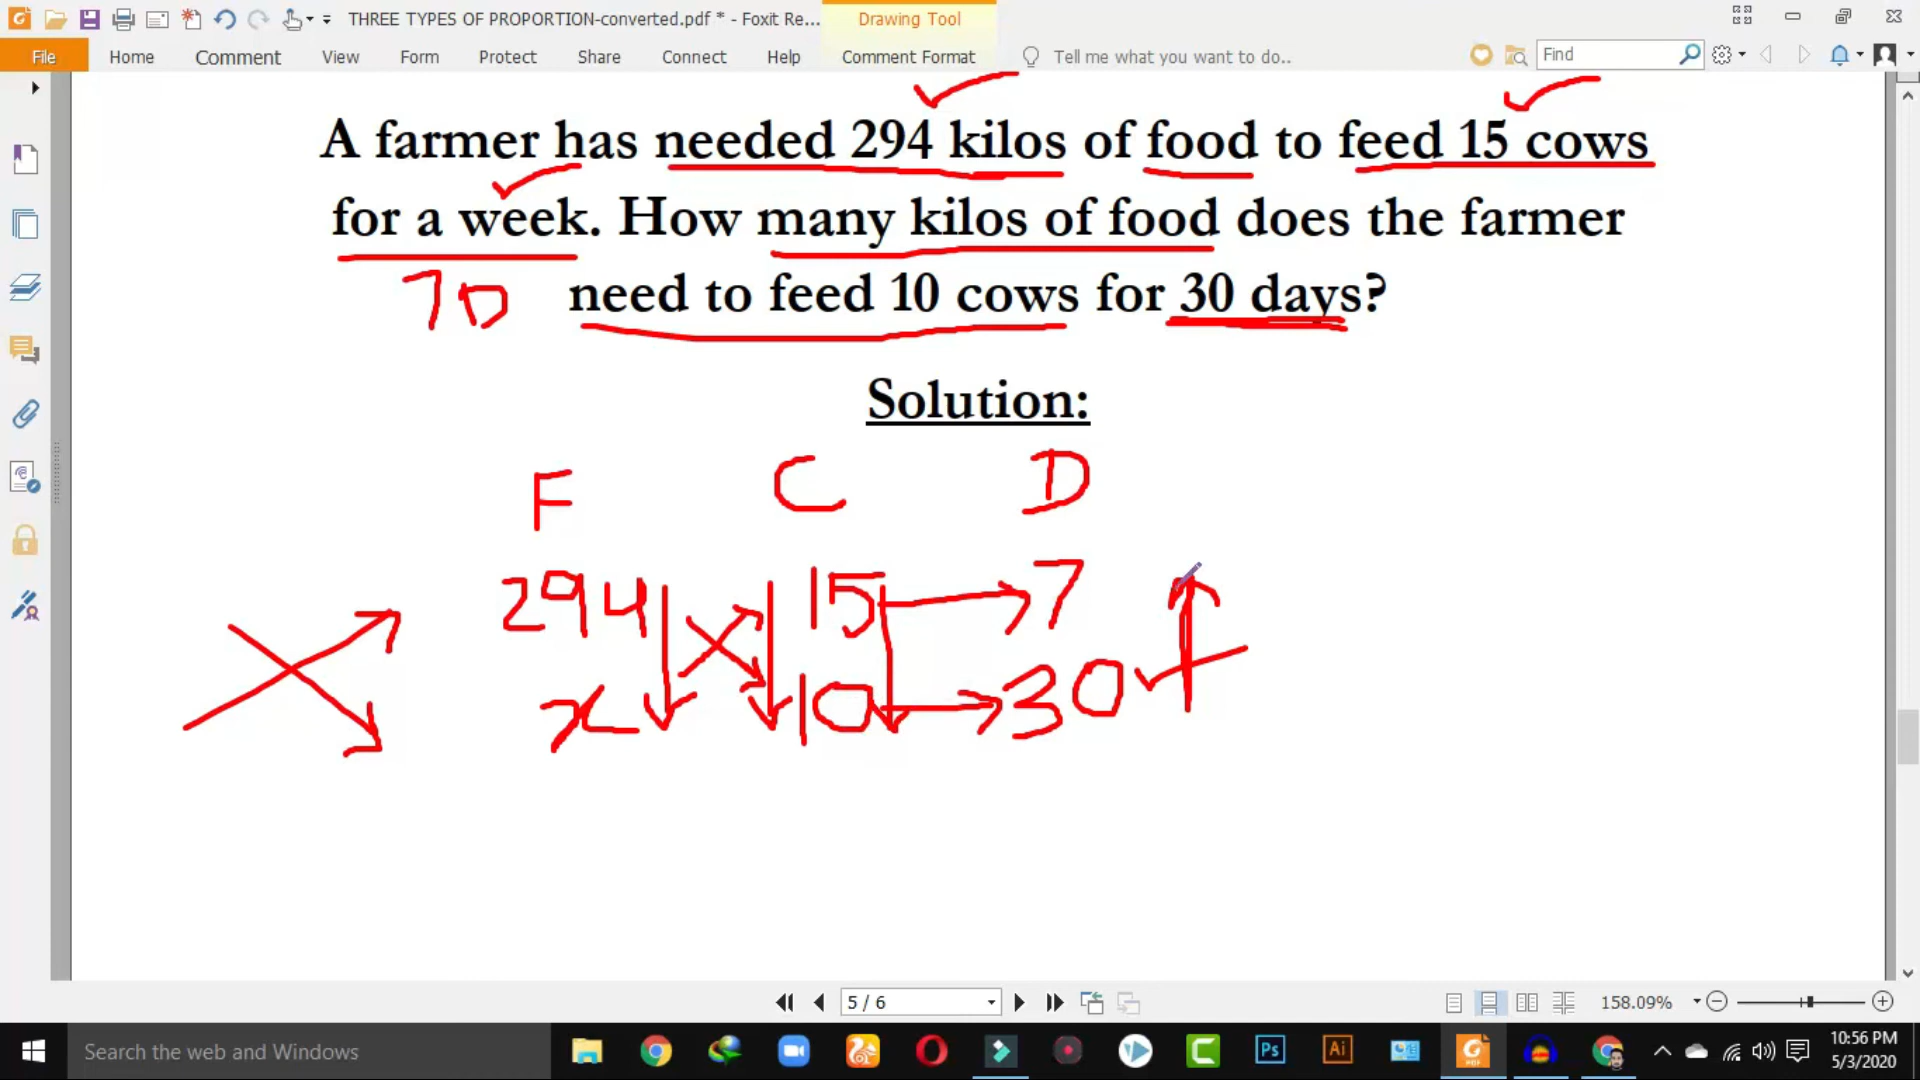 THREE TYPES OF PROPORTION-converted.pdf * - Foxit Re...
Drawing Tool
File Home Comment View Form Protect Share Connect Help Comment Format Tell me what you want to do.. Find
A farmer has needed 294 kilos of food to feed 15 cows
for a week. How many kilos of food does the farmer
need to feed 10 cows for 30 days?
7D
Solution:
F C D
294 15 7
x 10 30
5 / 6
158.09%
Search the web and Windows
Ps Ai
10:56 PM
5/3/2020